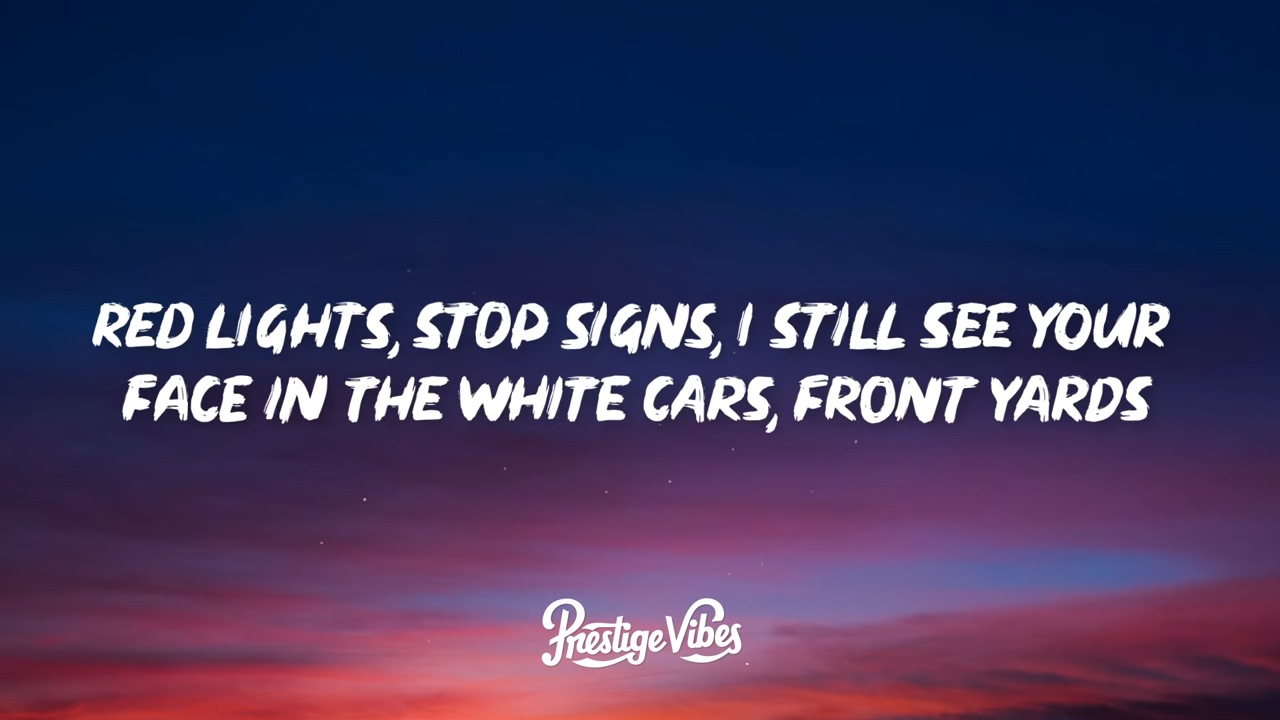 RED LIGHTS, STOP SIGNS, I STILL SEE YOUR
FACE IN THE WHITE CARS, FRONT YARDS
Prestige Vibes